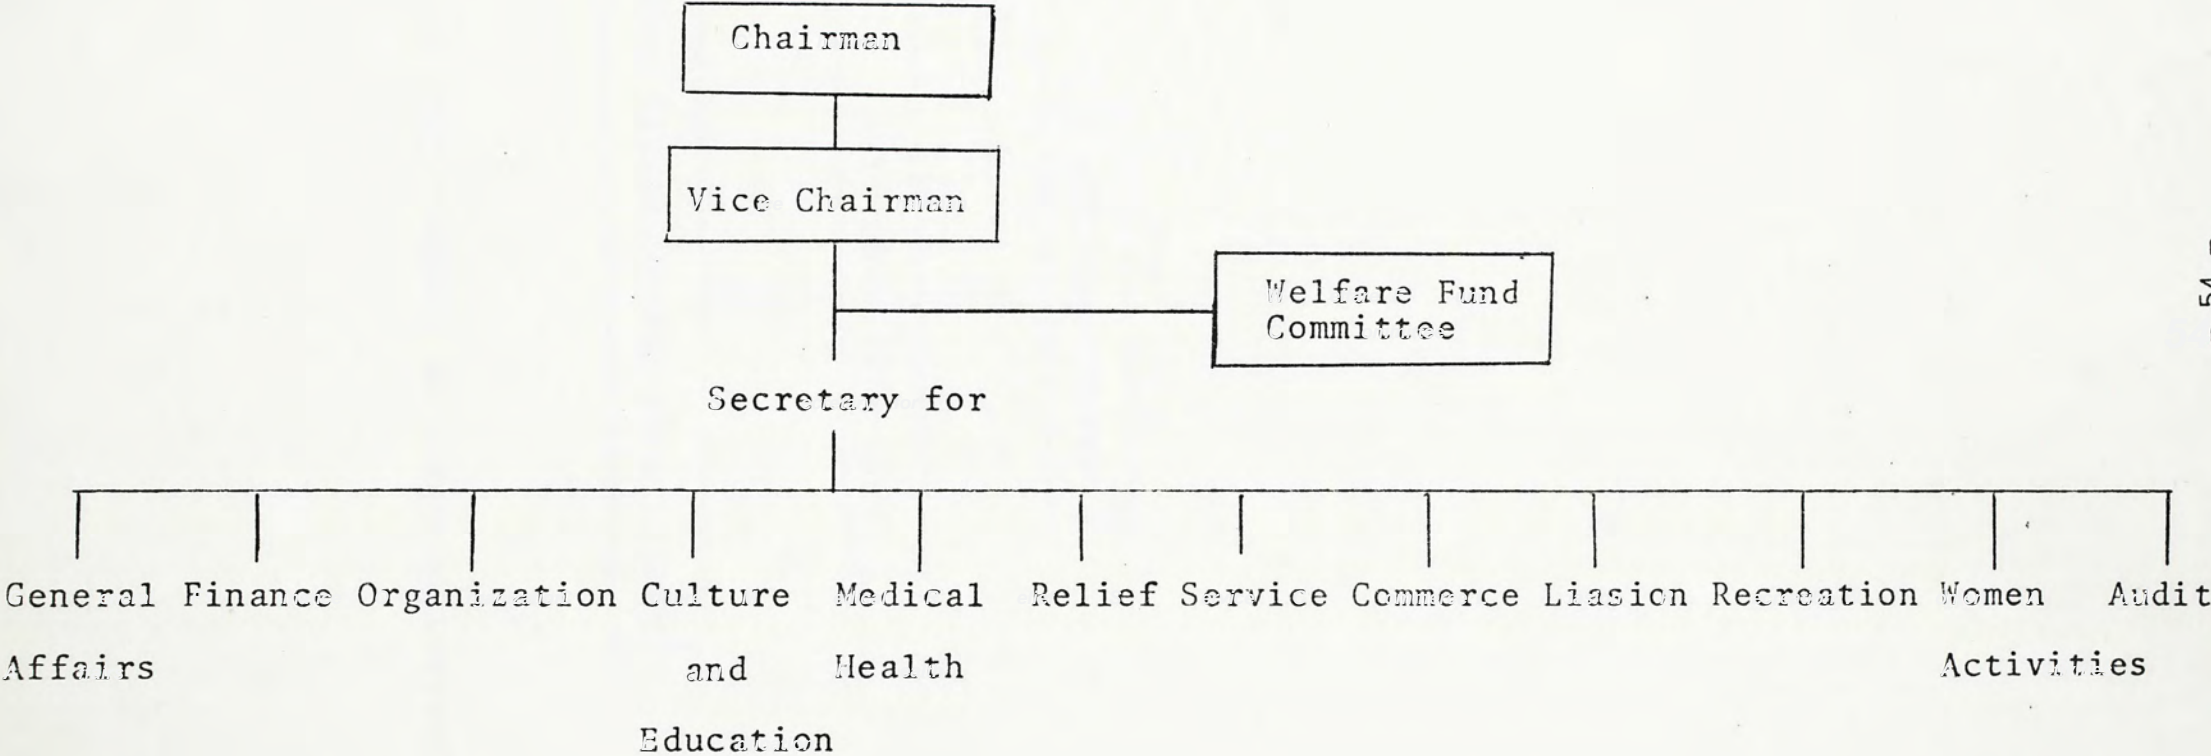 Chairman
Vice Chairman
Welfare Fund
Committee
Secretary for
General Finance Organization Culture Medical Relief Service Commerce Liasion Recreation Women Audit
Affairs and Health Activities
Education
54